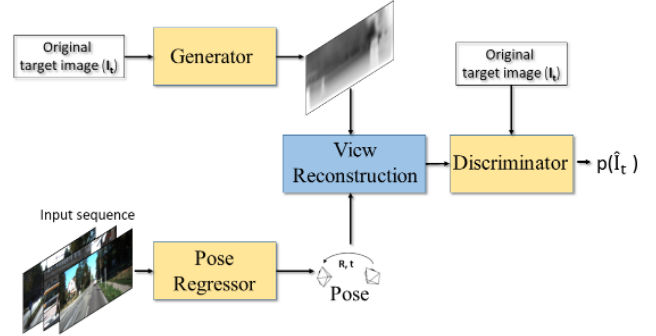 Original
target image (Iₜ)
Generator
Original
target image (Iₜ)
View
Reconstruction
Discriminator
p(Îₜ )
Input sequence
Pose
Regressor
R, t
Pose